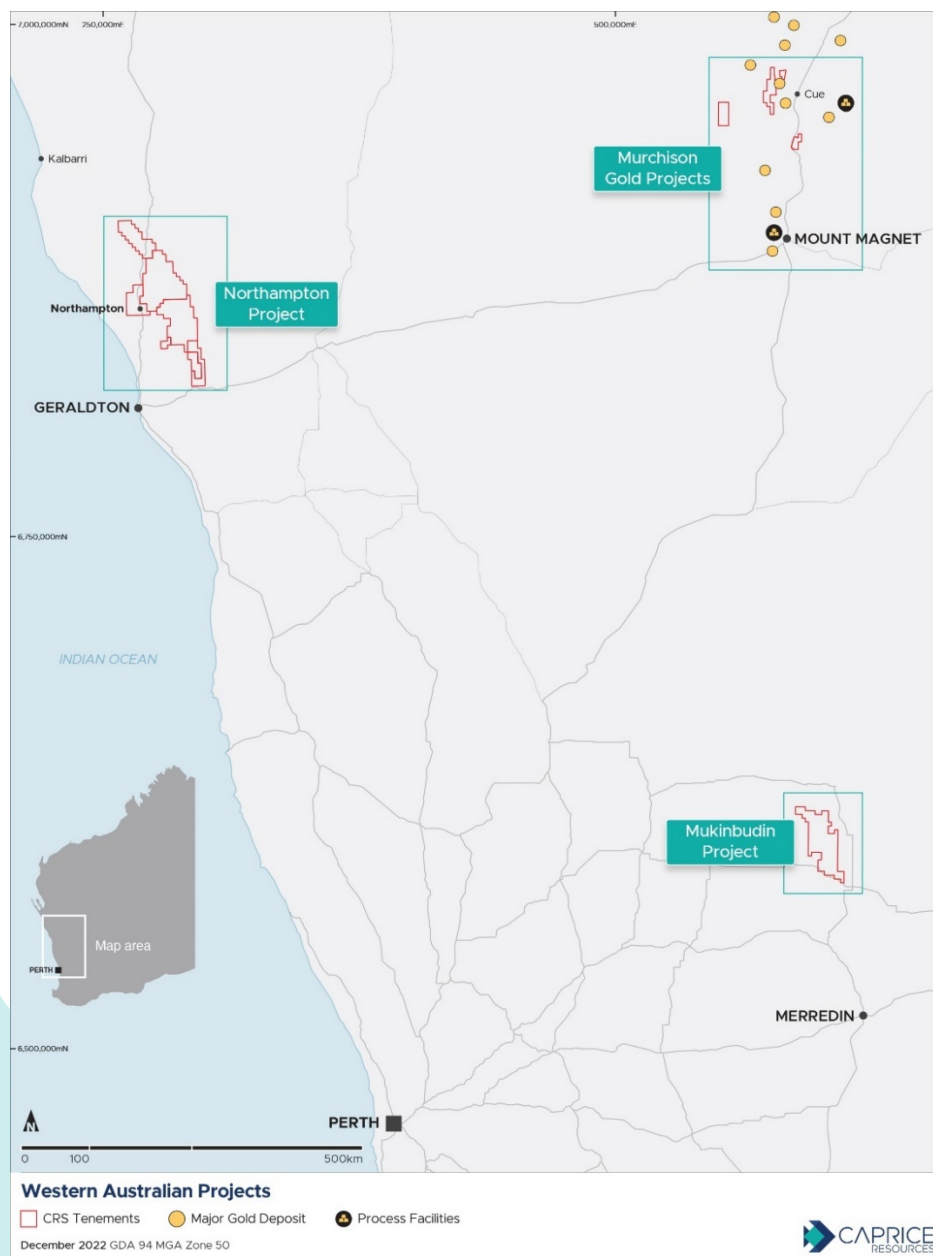 7,000,000mN
250,000mE
500,000mE
Cue
Kalbarri
Murchison
Gold Projects
MOUNT MAGNET
Northampton
Project
Northampton
GERALDTON
6,750,000mN
INDIAN OCEAN
Mukinbudin
Project
Map area
PERTH
MERREDIN
6,500,000mN
PERTH
N
0 100 500km
Western Australian Projects
CRS Tenements Major Gold Deposit Process Facilities
December 2022 GDA 94 MGA Zone 50
CAPRICE
RESOURCES